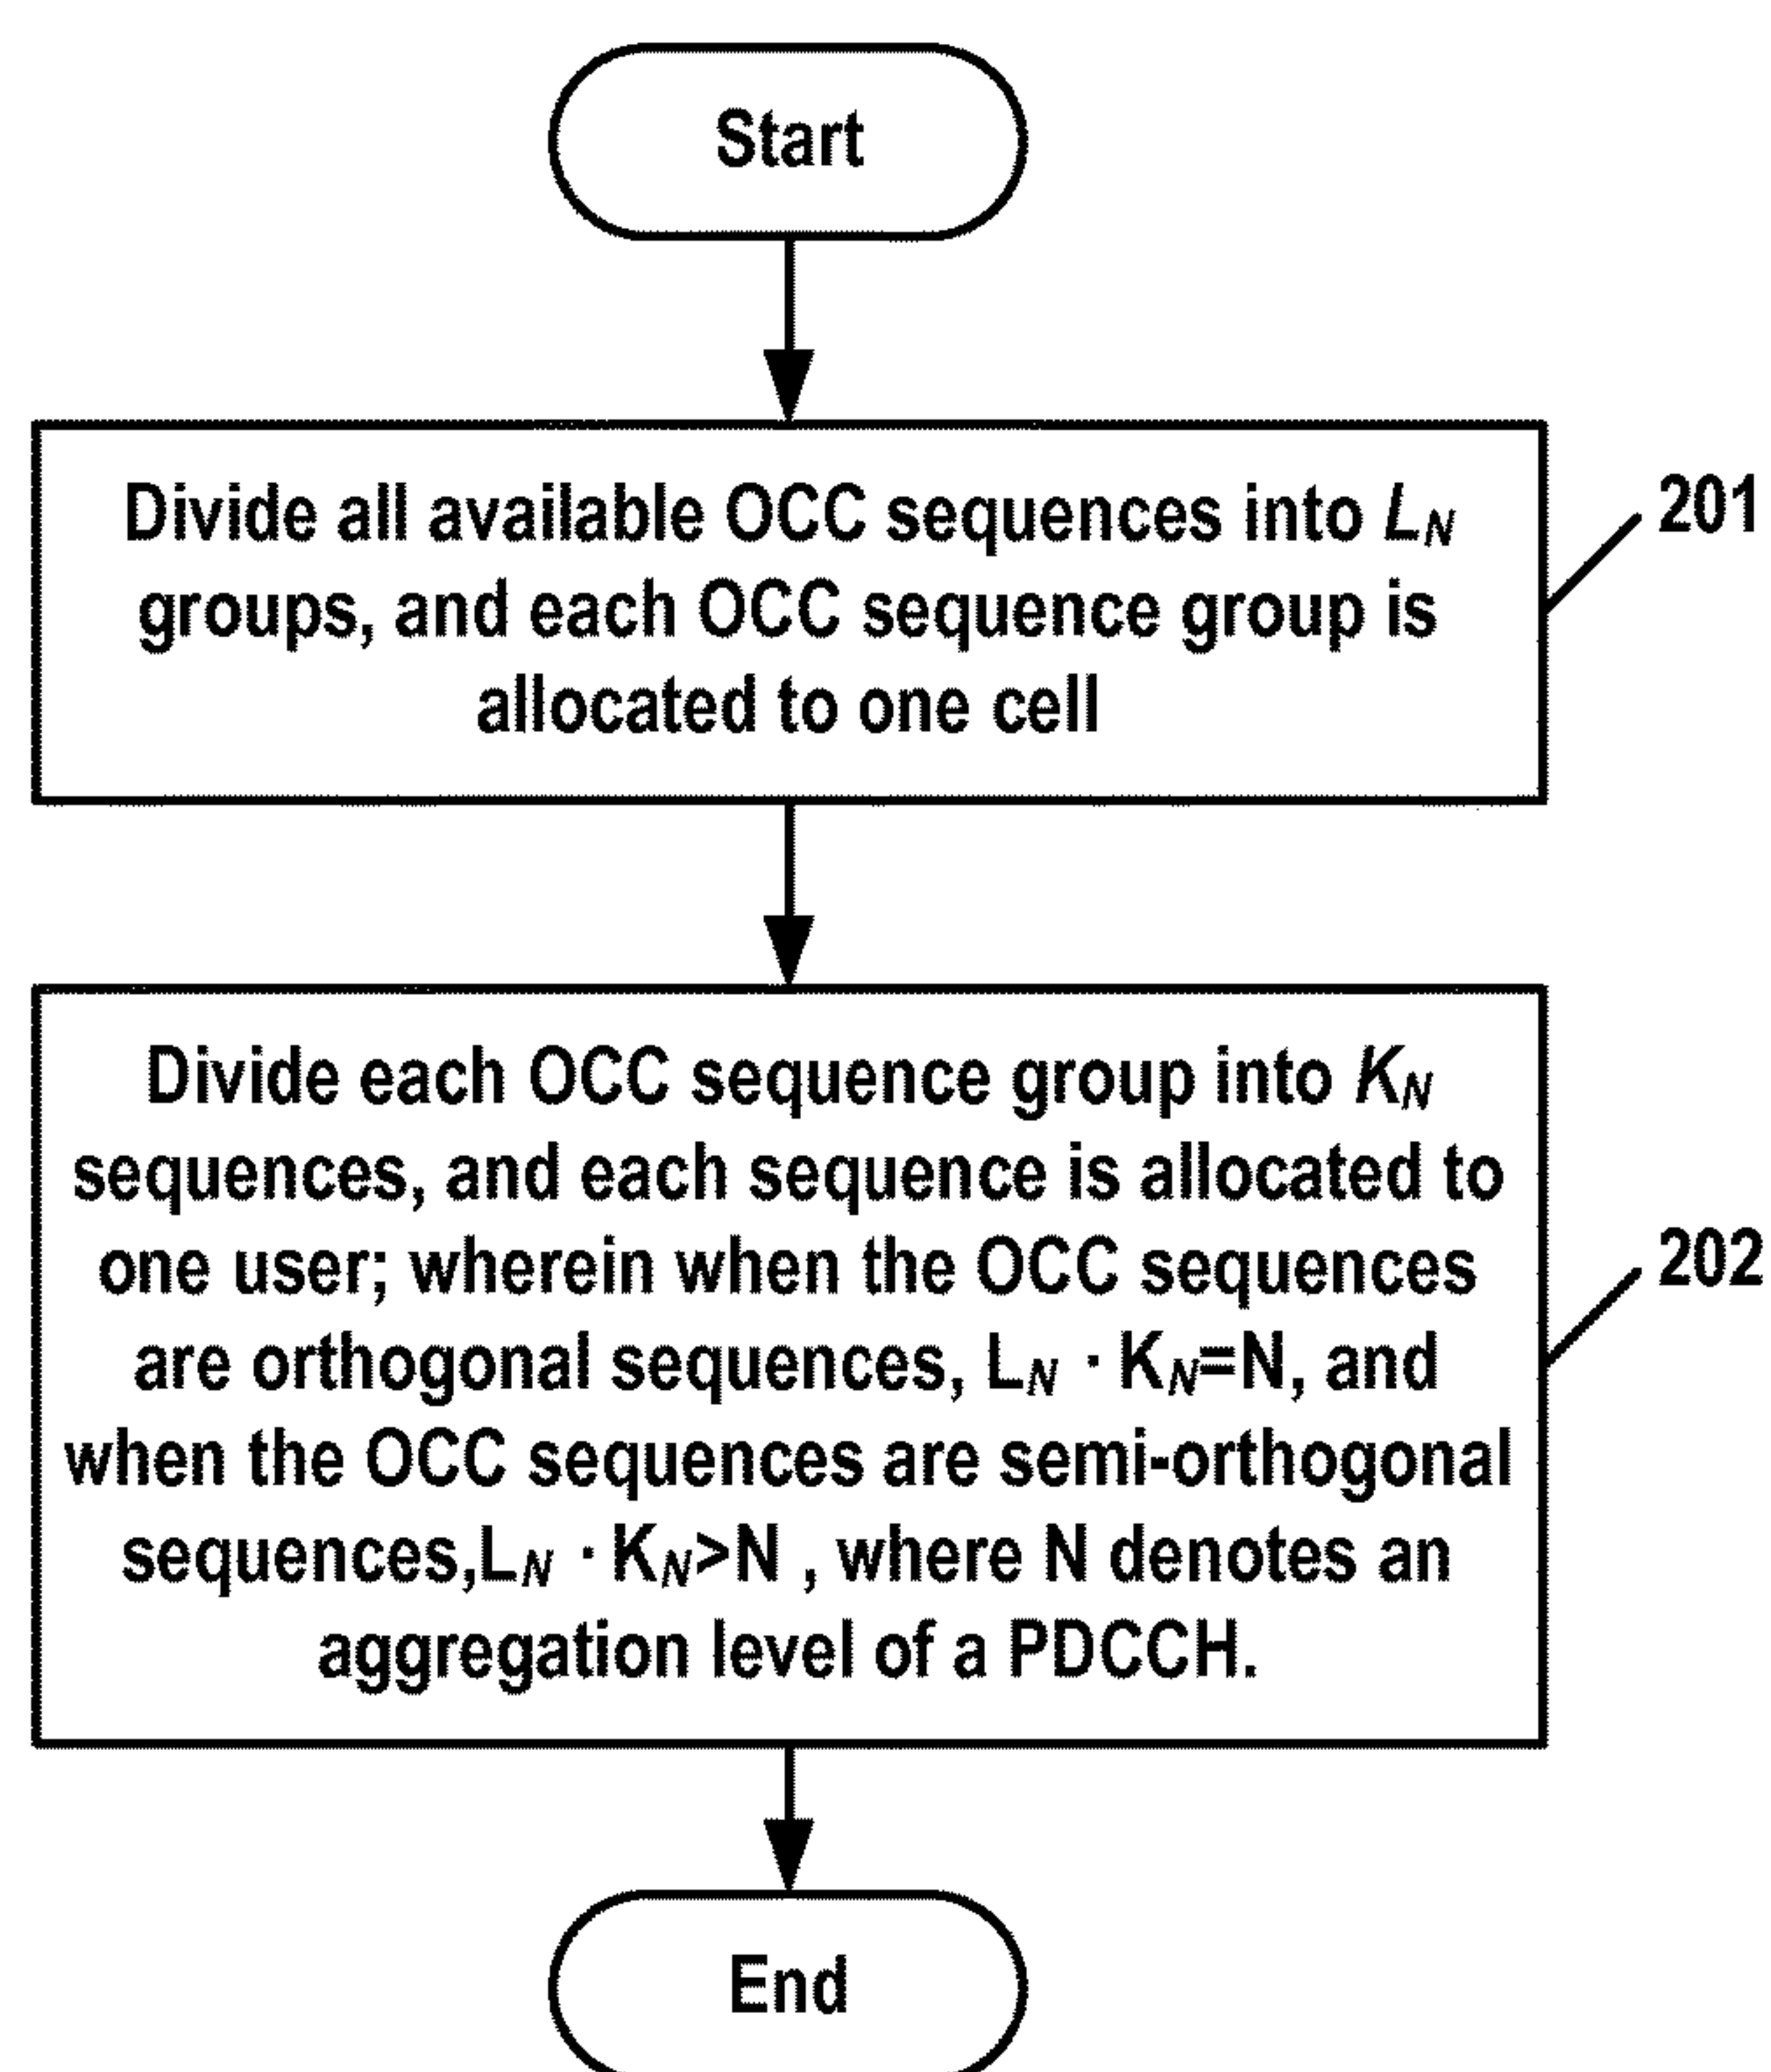 Start
Divide all available OCC sequences into L_N
groups, and each OCC sequence group is
allocated to one cell
201
Divide each OCC sequence group into K_N
sequences, and each sequence is allocated to
one user; wherein when the OCC sequences
are orthogonal sequences, L_N · K_N=N, and
when the OCC sequences are semi-orthogonal
sequences,L_N · K_N>N , where N denotes an
aggregation level of a PDCCH.
202
End